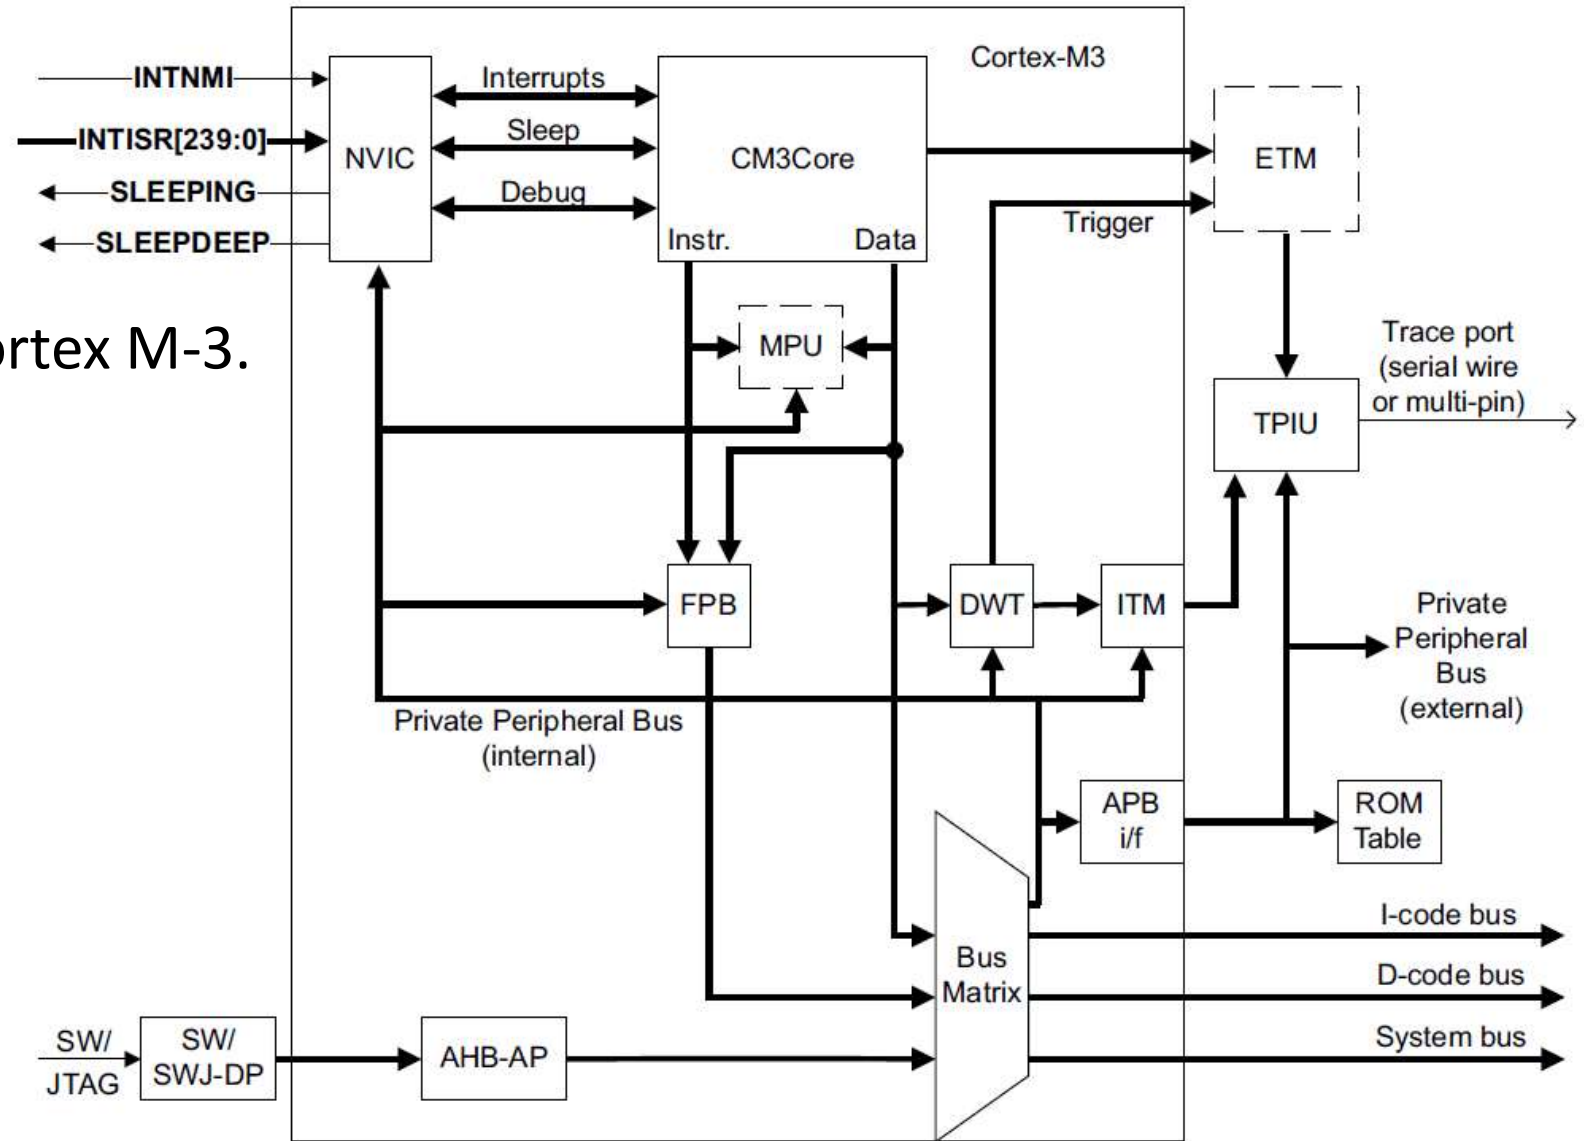 Cortex-M3
INTNMI
INTISR[239:0]
SLEEPING
SLEEPDEEP
NVIC
Interrupts
Sleep
Debug
CM3Core
Instr.
Data
ETM
Trigger
ortex M-3.
MPU
Trace port
(serial wire
or multi-pin)
TPIU
FPB
DWT
ITM
Private
Peripheral
Bus
(external)
Private Peripheral Bus
(internal)
APB
i/f
ROM
Table
Bus
Matrix
I-code bus
D-code bus
System bus
SW/
JTAG
SW/
SWJ-DP
AHB-AP